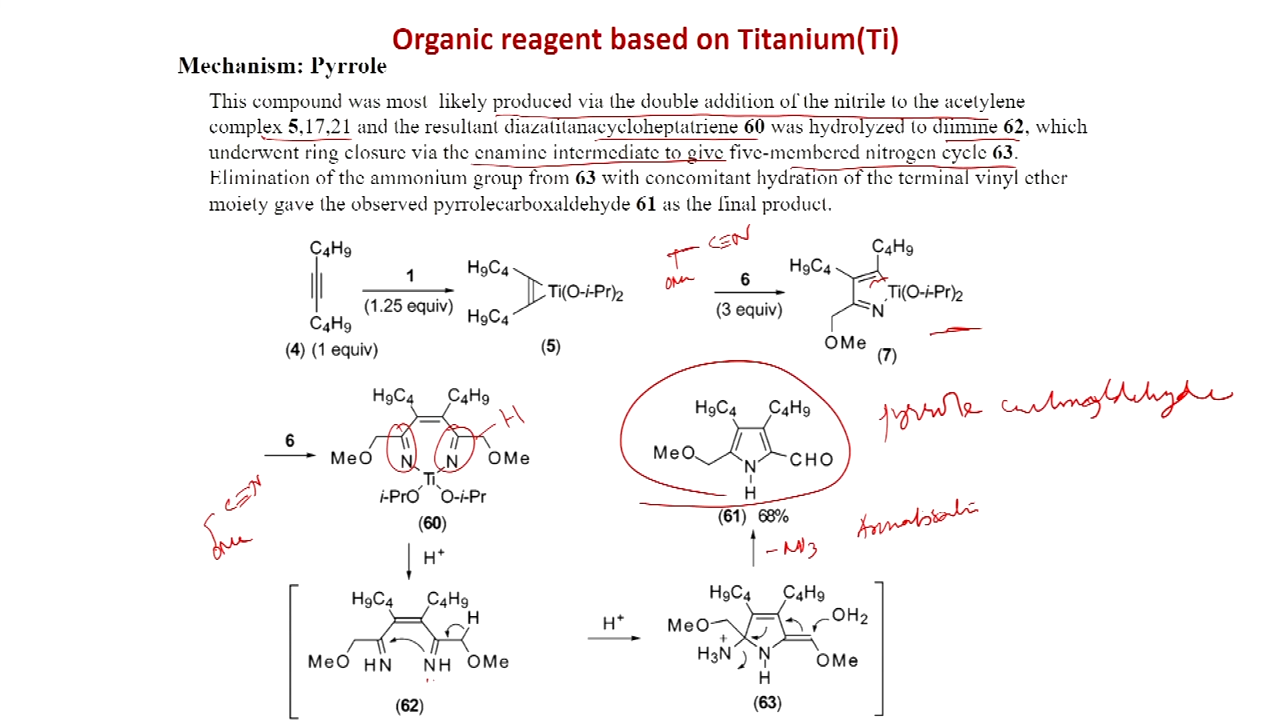 Organic reagent based on Titanium(Ti)
Mechanism: Pyrrole
This compound was most likely produced via the double addition of the nitrile to the acetylene
complex 5,17,21 and the resultant diazatitanacycloheptatriene 60 was hydrolyzed to diimine 62, which
underwent ring closure via the enamine intermediate to give five-membered nitrogen cycle 63.
Elimination of the ammonium group from 63 with concomitant hydration of the terminal vinyl ether
moiety gave the observed pyrrolecarboxaldehyde 61 as the final product.
C4H9
C4H9
(4) (1 equiv)
1
(1.25 equiv)
H9C4
H9C4
Ti(O-i-Pr)2
(5)
C≡N
OMe
6
(3 equiv)
C4H9
H9C4
Ti(O-i-Pr)2
N
OMe
(7)
6
C≡N
OMe
H9C4 C4H9
H
MeO N N OMe
Ti
i-PrO O-i-Pr
(60)
H9C4 C4H9
MeO
N
H
CHO
(61) 68%
pyrrole carboxaldehyde
Aromatisation
- NH3
H+
H9C4 C4H9
H
MeO HN NH OMe
(62)
H+
H9C4 C4H9
MeO
OH2
+
H3N N OMe
H
(63)